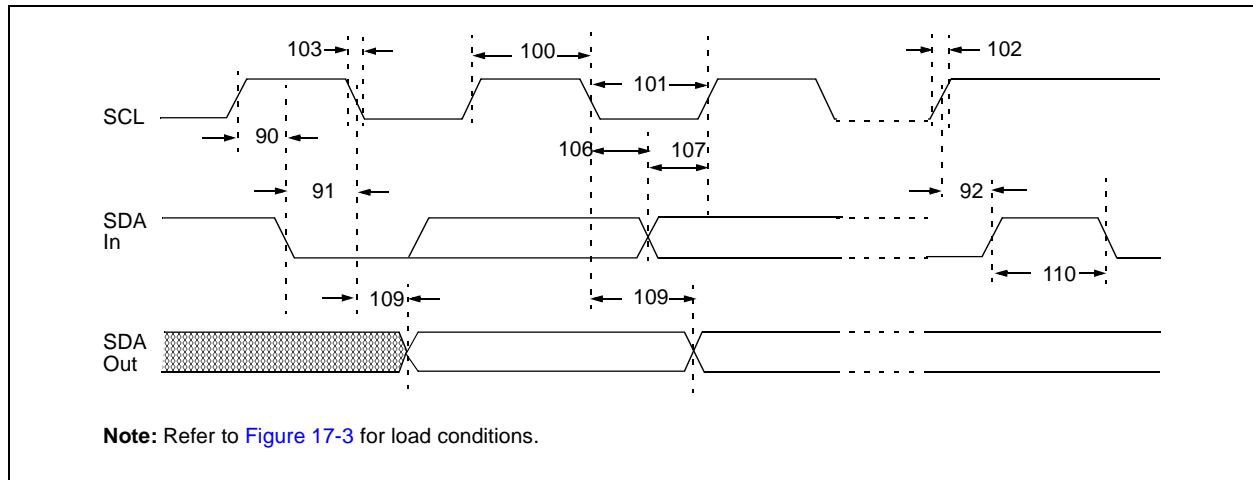 103
100
102
101
SCL
90
106
107
91
92
SDA
In
110
109
109
SDA
Out
Note: Refer to Figure 17-3 for load conditions.